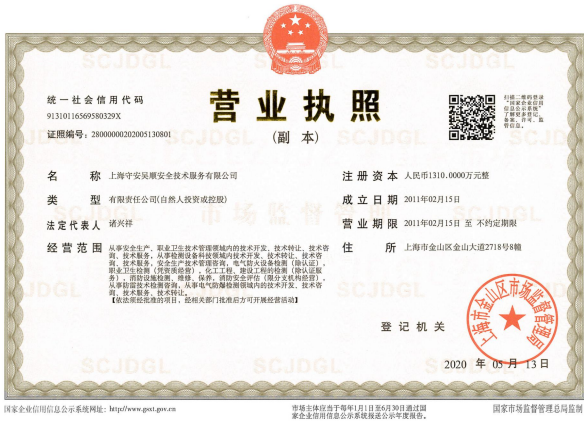 统一社会信用代码
91310116569580329X
证照编号:28000000202005130801
营业执照
(副 本)
扫描二维码登录
“国家企业信用
信息公示系统”
了解更多登记、
备案、许可、监
管信息。
名 称 上海守安吴顺安全技术服务有限公司
类 型 有限责任公司(自然人投资或控股)
法定代表人 诸兴祥
经营范围 从事安全生产、职业卫生技术管理领域内的技术开发、技术转让、技术咨
询、技术服务,从事检测设备科技领域内技术开发、技术转让、技术咨
询、技术服务,安全生产技术管理咨询,电气防火设备检测(除认证),
职业卫生检测(凭资质经营),化工工程、建设工程的检测(除认证服
务),消防设施检测、维修、保养,消防安全评估(限分支机构经营),
从事防雷技术检测咨询,从事电气防爆检测领域内的技术开发、技术咨
询、技术服务、技术转让。
【依法须经批准的项目,经相关部门批准后方可开展经营活动】
注册资本 人民币1310.0000万元整
成立日期 2011年02月15日
营业期限 2011年02月15日 至 不约定期限
住 所 上海市金山区金山大道2718号8幢
登记机关
上海市金山区市场监督管理局
2020 年 05 月 13 日
国家企业信用信息公示系统网址: http://www.gsxt.gov.cn
市场主体应当于每年1月1日至6月30日通过国
家企业信用信息公示系统报送公示年度报告。
国家市场监督管理总局监制